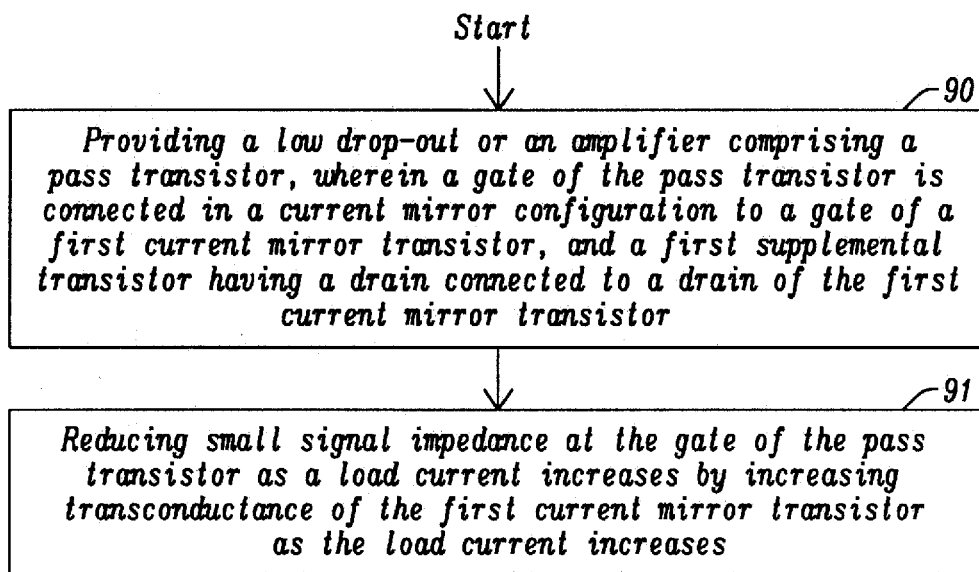 Start
90
Providing a low drop-out or an amplifier comprising a
pass transistor, wherein a gate of the pass transistor is
connected in a current mirror configuration to a gate of a
first current mirror transistor, and a first supplemental
transistor having a drain connected to a drain of the first
current mirror transistor
91
Reducing small signal impedance at the gate of the pass
transistor as a load current increases by increasing
transconductance of the first current mirror transistor
as the load current increases